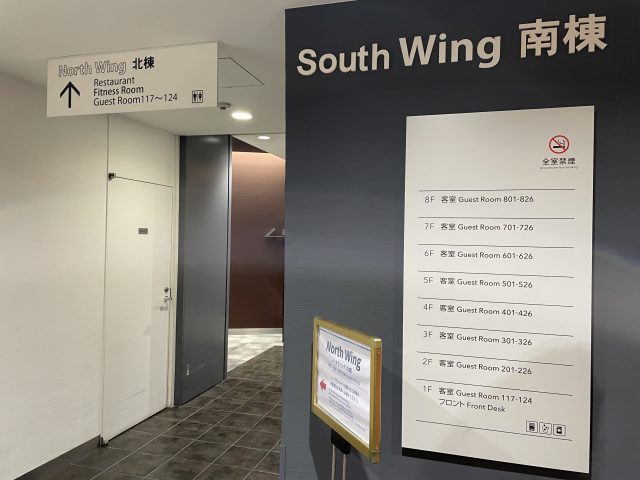 North Wing 北棟
Restaurant
Fitness Room
Guest Room117〜124
South Wing 南棟
全室禁煙
8F 客室 Guest Room 801-826
7F 客室 Guest Room 701-726
6F 客室 Guest Room 601-626
5F 客室 Guest Room 501-526
4F 客室 Guest Room 401-426
3F 客室 Guest Room 301-326
2F 客室 Guest Room 201-226
1F 客室 Guest Room 117-124
フロント Front Desk
North Wing